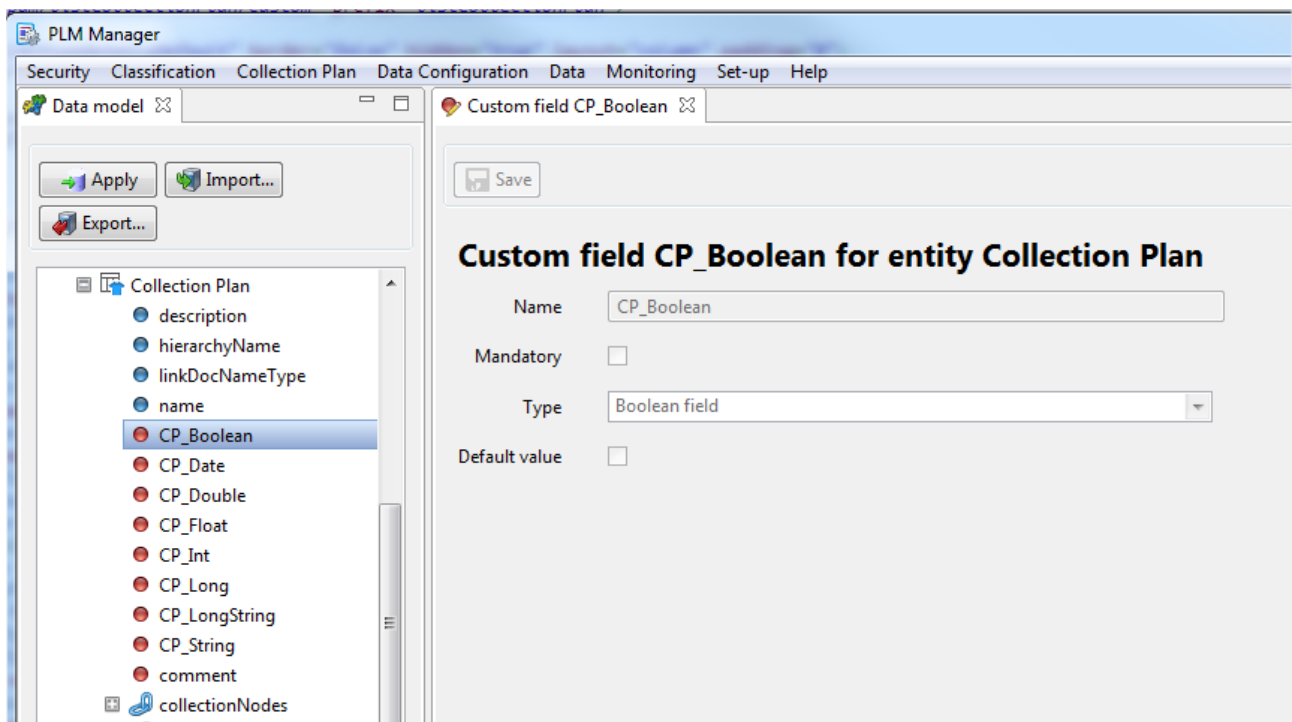 PLM Manager
Security Classification Collection Plan Data Configuration Data Monitoring Set-up Help
Data model
Custom field CP_Boolean
Apply
Import...
Export...
Save
Collection Plan
description
hierarchyName
linkDocNameType
name
CP_Boolean
CP_Date
CP_Double
CP_Float
CP_Int
CP_Long
CP_LongString
CP_String
comment
collectionNodes
Custom field CP_Boolean for entity Collection Plan
Name CP_Boolean
Mandatory
Type Boolean field
Default value